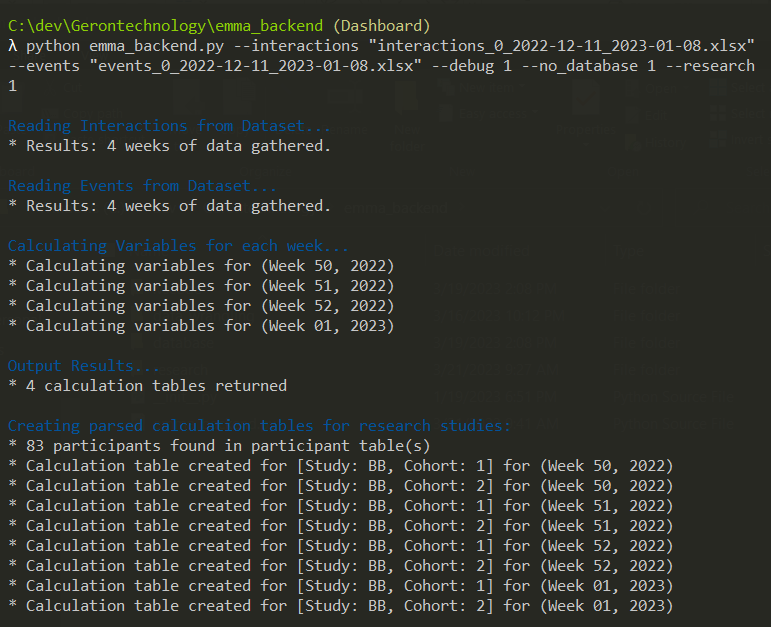 C:\dev\Gerontechnology\emma_backend (Dashboard)
λ python emma_backend.py --interactions "interactions_0_2022-12-11_2023-01-08.xlsx"
--events "events_0_2022-12-11_2023-01-08.xlsx" --debug 1 --no_database 1 --research
1
Reading Interactions from Dataset...
* Results: 4 weeks of data gathered.
Reading Events from Dataset...
* Results: 4 weeks of data gathered.
Calculating Variables for each week...
* Calculating variables for (Week 50, 2022)
* Calculating variables for (Week 51, 2022)
* Calculating variables for (Week 52, 2022)
* Calculating variables for (Week 01, 2023)
Output Results...
* 4 calculation tables returned
Creating parsed calculation tables for research studies:
* 83 participants found in participant table(s)
* Calculation table created for [Study: BB, Cohort: 1] for (Week 50, 2022)
* Calculation table created for [Study: BB, Cohort: 2] for (Week 50, 2022)
* Calculation table created for [Study: BB, Cohort: 1] for (Week 51, 2022)
* Calculation table created for [Study: BB, Cohort: 2] for (Week 51, 2022)
* Calculation table created for [Study: BB, Cohort: 1] for (Week 52, 2022)
* Calculation table created for [Study: BB, Cohort: 2] for (Week 52, 2022)
* Calculation table created for [Study: BB, Cohort: 1] for (Week 01, 2023)
* Calculation table created for [Study: BB, Cohort: 2] for (Week 01, 2023)